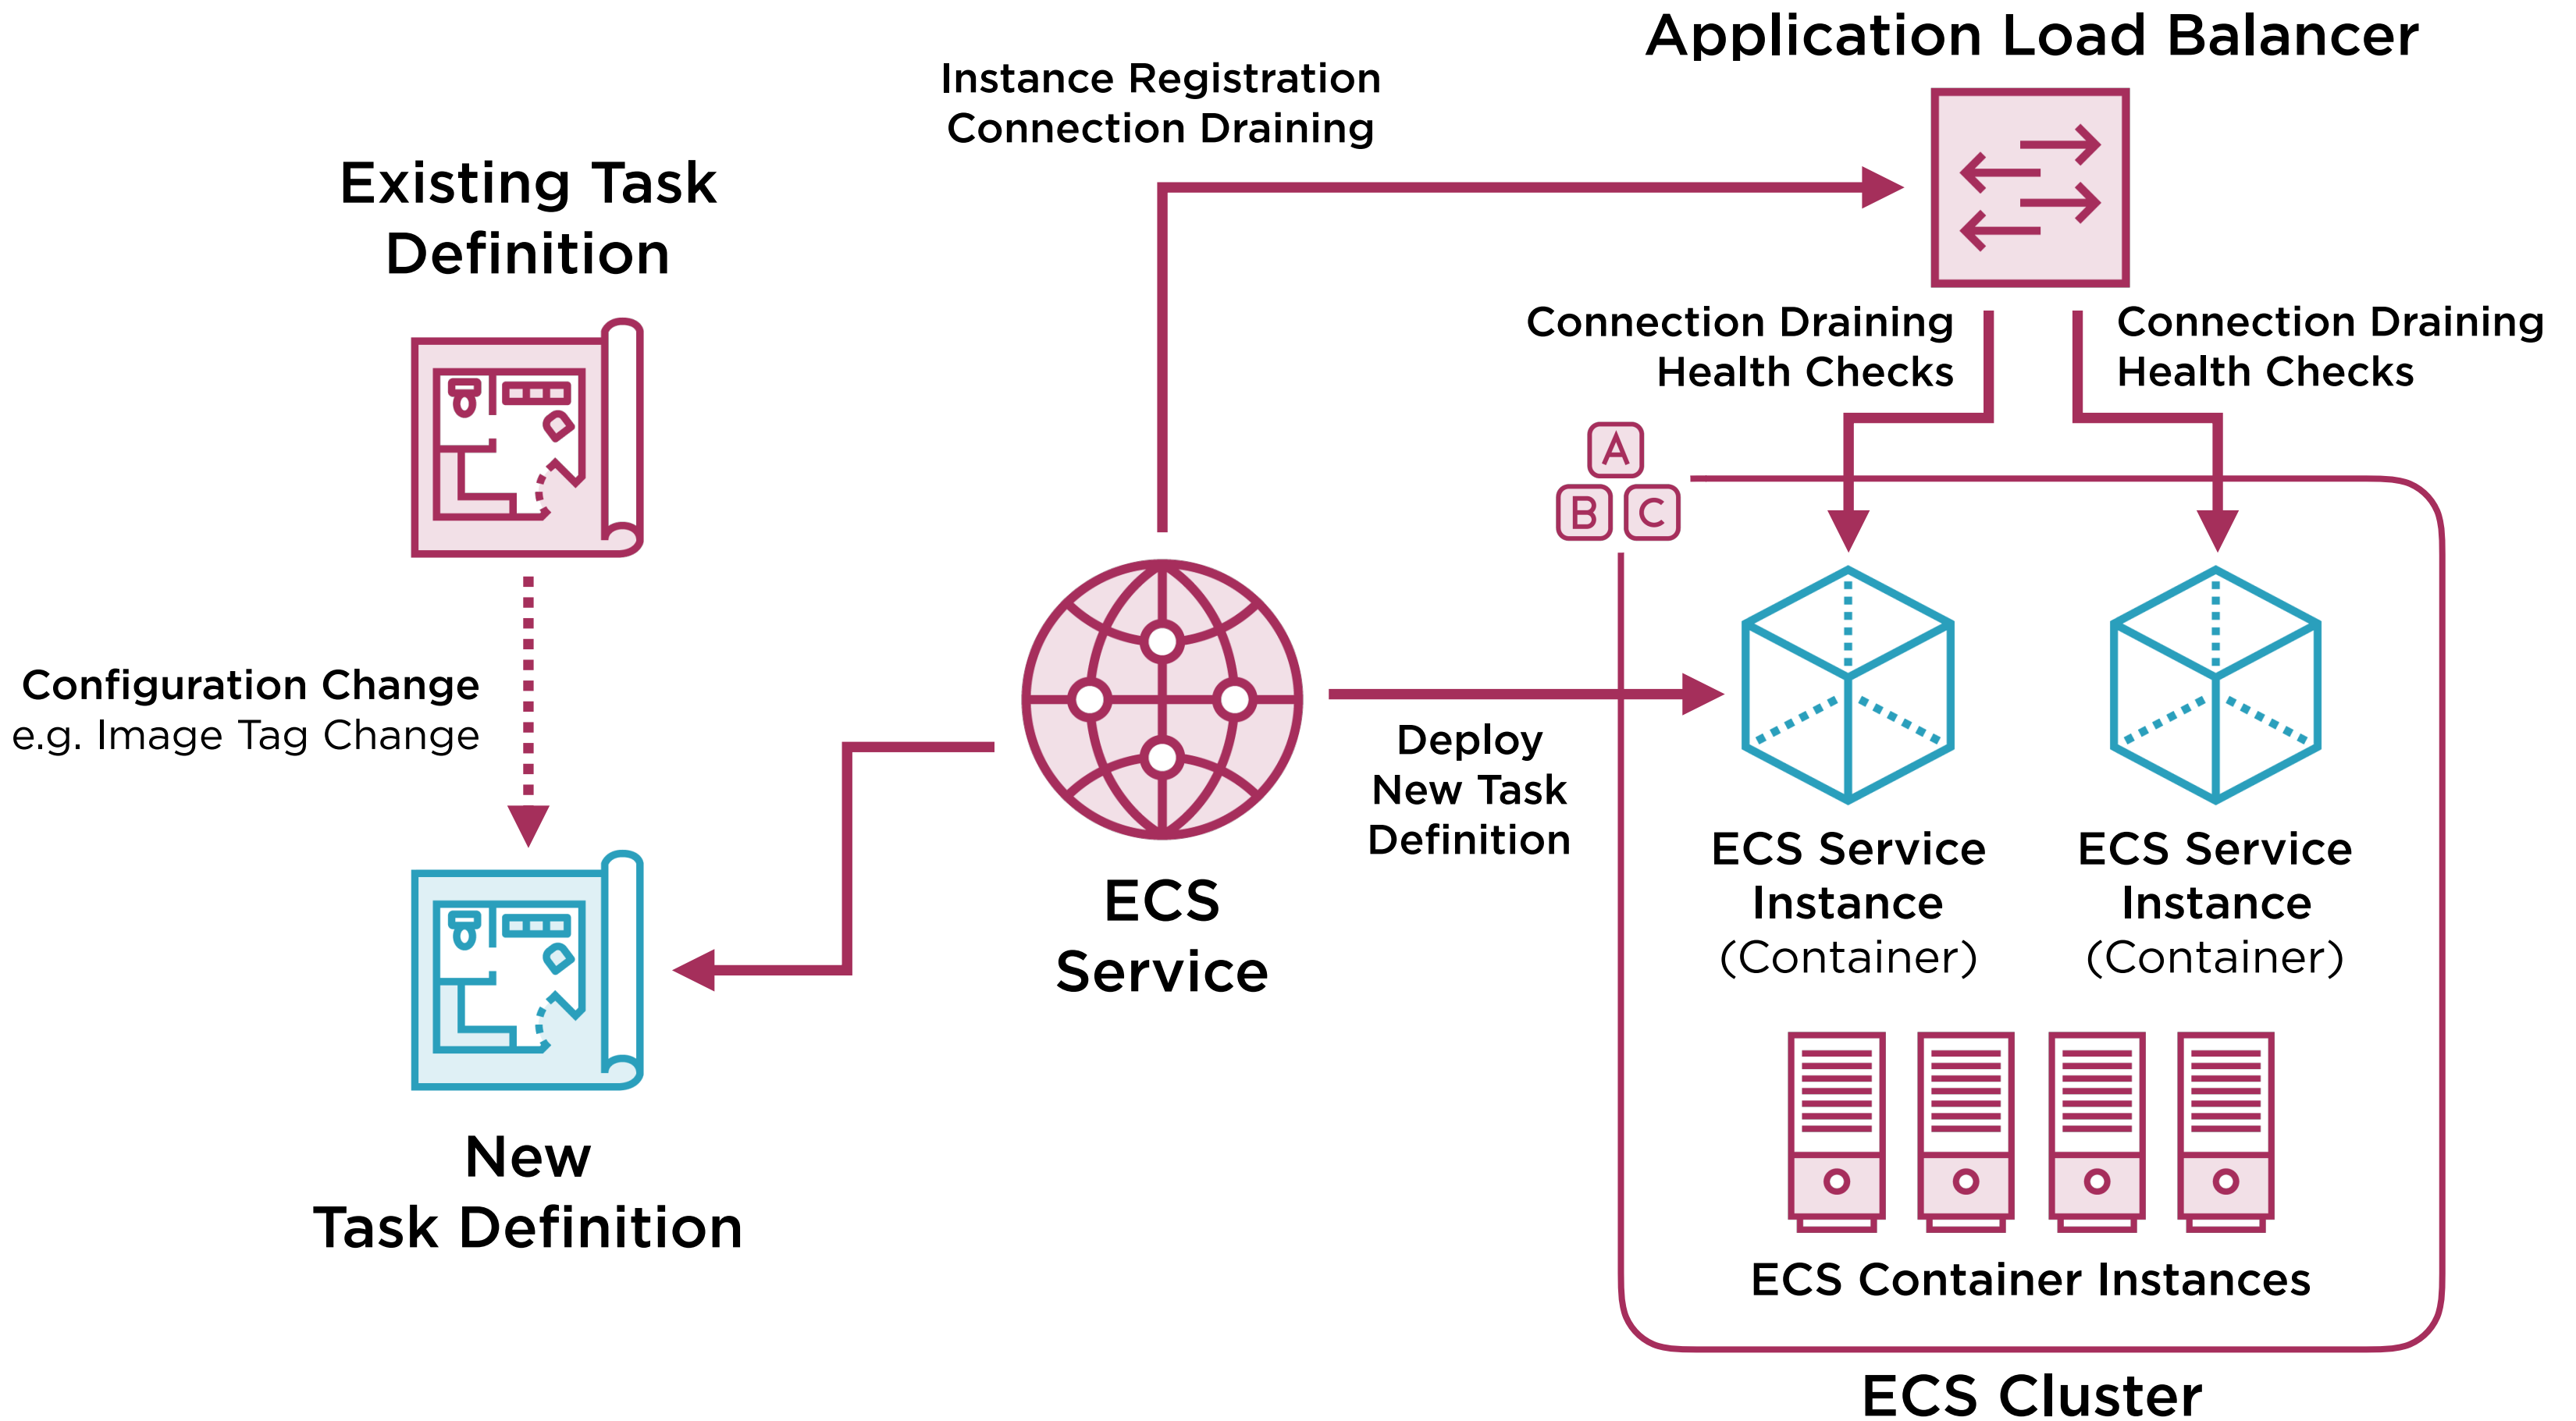 Application Load Balancer
Instance Registration
Connection Draining
Existing Task
Definition
Connection Draining
Health Checks
Connection Draining
Health Checks
A
B C
Configuration Change
e.g. Image Tag Change
Deploy
New Task
Definition
ECS
Service
ECS Service
Instance
(Container)
ECS Service
Instance
(Container)
New
Task Definition
ECS Container Instances
ECS Cluster